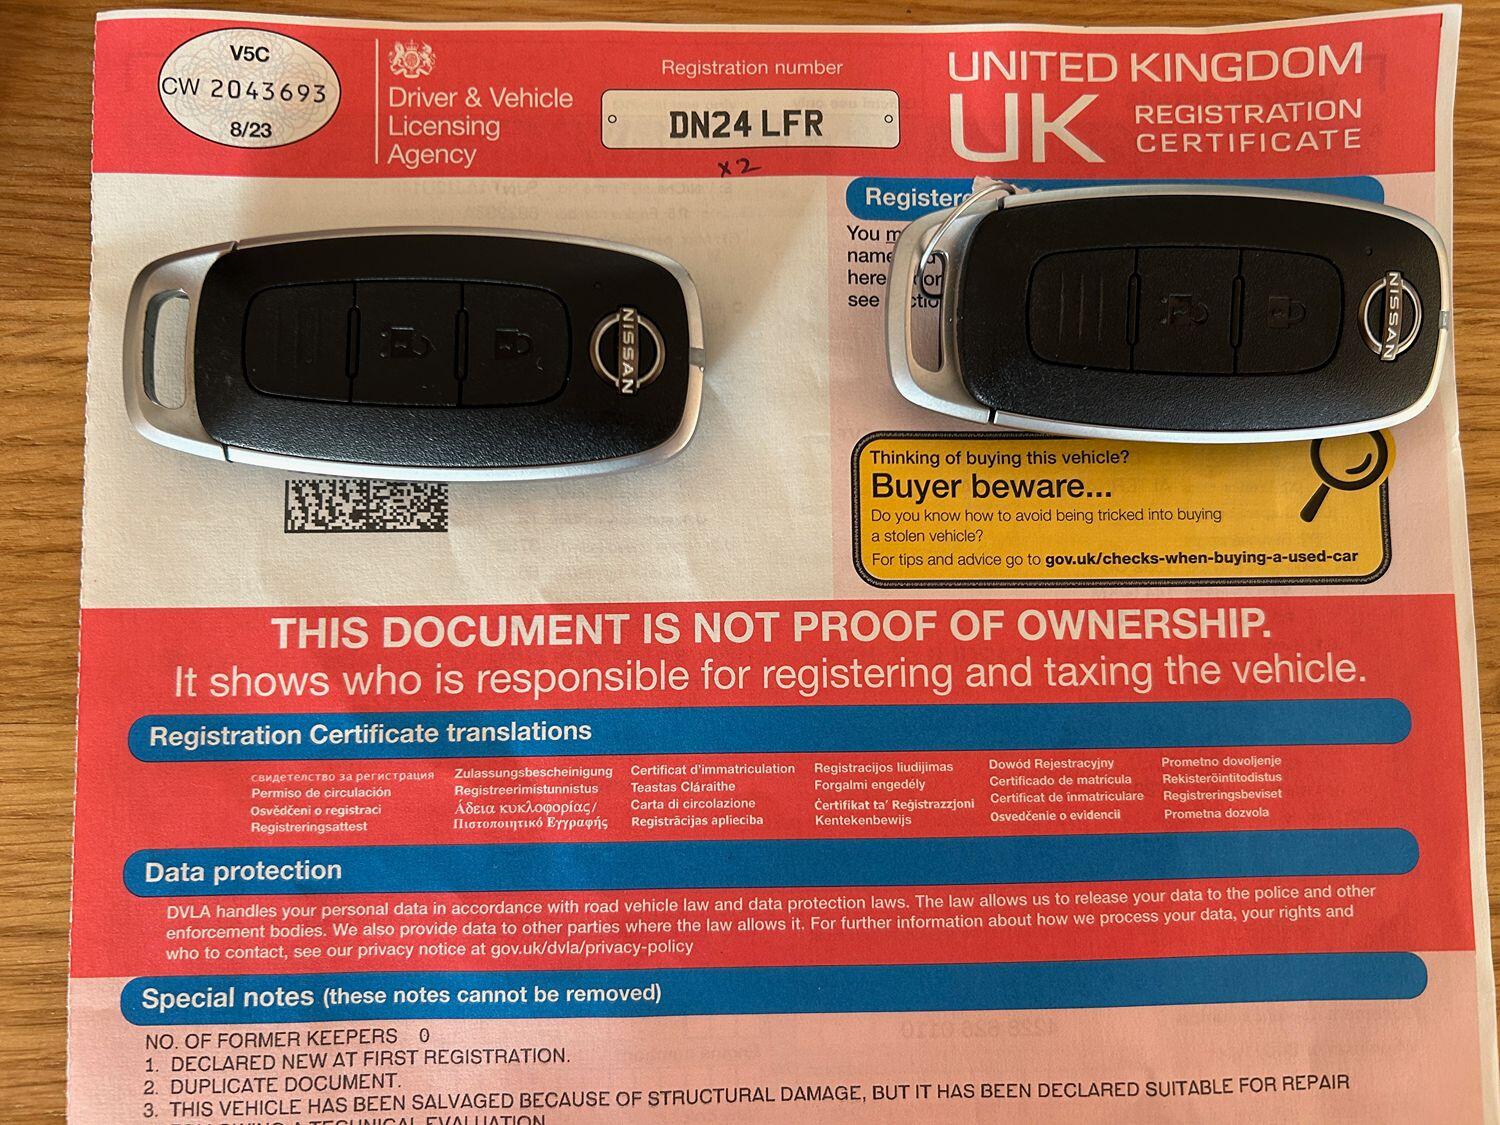 V5C
CW 2043693
8/23
Driver & Vehicle
Licensing
Agency
Registration number
DN24 LFR
x2
UNITED KINGDOM
UK REGISTRATION
CERTIFICATE
Registere
You m
name
here
see
NISSAN
NISSAN
Thinking of buying this vehicle?
Buyer beware...
Do you know how to avoid being tricked into buying
a stolen vehicle?
For tips and advice go to gov.uk/checks-when-buying-a-used-car
THIS DOCUMENT IS NOT PROOF OF OWNERSHIP.
It shows who is responsible for registering and taxing the vehicle.
Registration Certificate translations
свидетелство за регистрация
Permiso de circulación
Osvědčení o registraci
Registreringsattest
Zulassungsbescheinigung
Registreerimistunnistus
Άδεια κυκλοφορίας/
Πιστοποιητικό Εγγραφής
Certificat d'immatriculation
Teastas Cláraithe
Carta di circolazione
Reģistrācijas apliecība
Registracijos liudijimas
Forgalmi engedély
Ċertifikat ta' Reġistrazzjoni
Kentekenbewijs
Dowód Rejestracyjny
Certificado de matrícula
Certificat de înmatriculare
Osvedčenie o evidencii
Prometno dovoljenje
Rekisteröintitodistus
Registreringsbeviset
Prometna dozvola
Data protection
DVLA handles your personal data in accordance with road vehicle law and data protection laws. The law allows us to release your data to the police and other
enforcement bodies. We also provide data to other parties where the law allows it. For further information about how we process your data, your rights and
who to contact, see our privacy notice at gov.uk/dvla/privacy-policy
Special notes (these notes cannot be removed)
NO. OF FORMER KEEPERS 0
1. DECLARED NEW AT FIRST REGISTRATION.
2. DUPLICATE DOCUMENT.
3. THIS VEHICLE HAS BEEN SALVAGED BECAUSE OF STRUCTURAL DAMAGE, BUT IT HAS BEEN DECLARED SUITABLE FOR REPAIR
FOLLOWING A TECHNICAL EVALUATION